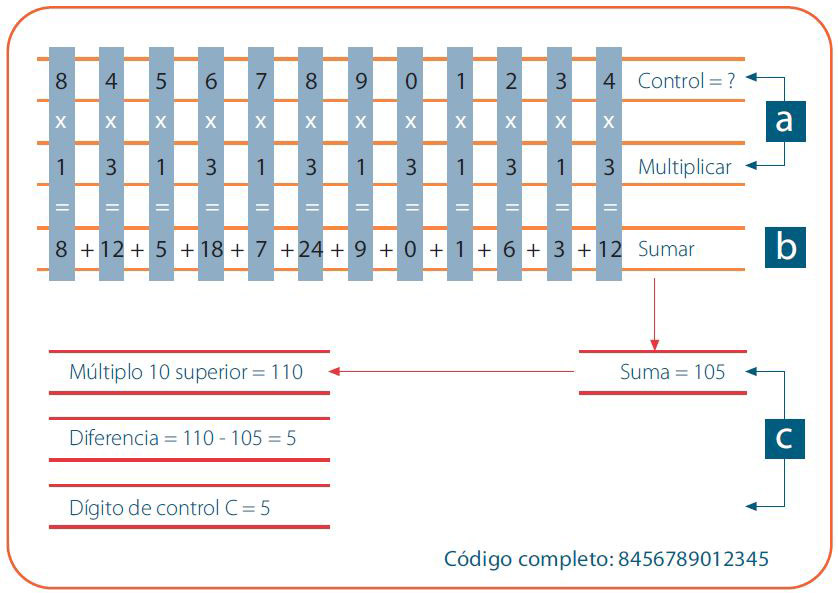 8 4 5 6 7 8 9 0 1 2 3 4 Control = ?
a
x x x x x x x x x x x x
1 3 1 3 1 3 1 3 1 3 1 3 Multiplicar
= = = = = = = = = = = =
8 + 12 + 5 + 18 + 7 + 24 + 9 + 0 + 1 + 6 + 3 + 12 Sumar
b
Múltiplo 10 superior = 110
Suma = 105
Diferencia = 110 - 105 = 5
c
Dígito de control C = 5
Código completo: 8456789012345